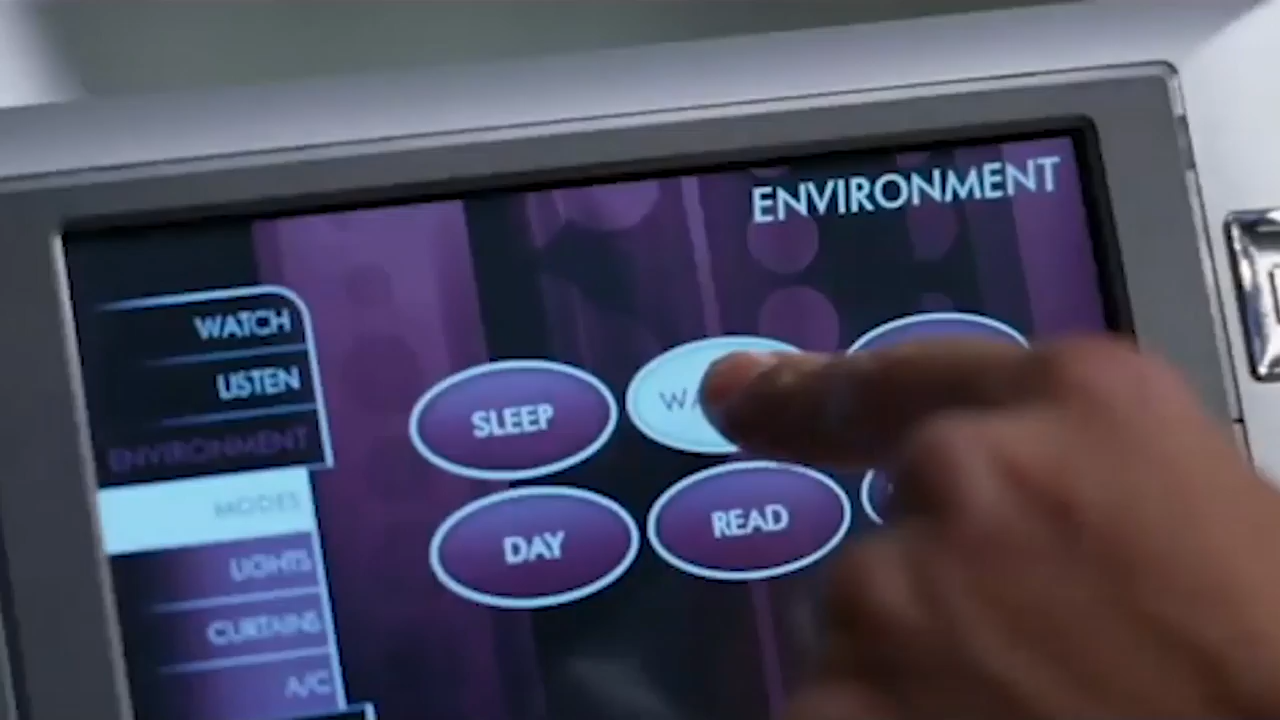 ENVIRONMENT
WATCH
LISTEN
ENVIRONMENT
MODES
LIGHTS
CURTAINS
A/C
SLEEP
DAY
READ